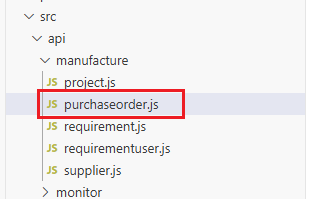 src
api
manufacture
JS project.js
JS purchaseorder.js
JS requirement.js
JS requirementuser.js
JS supplier.js
monitor